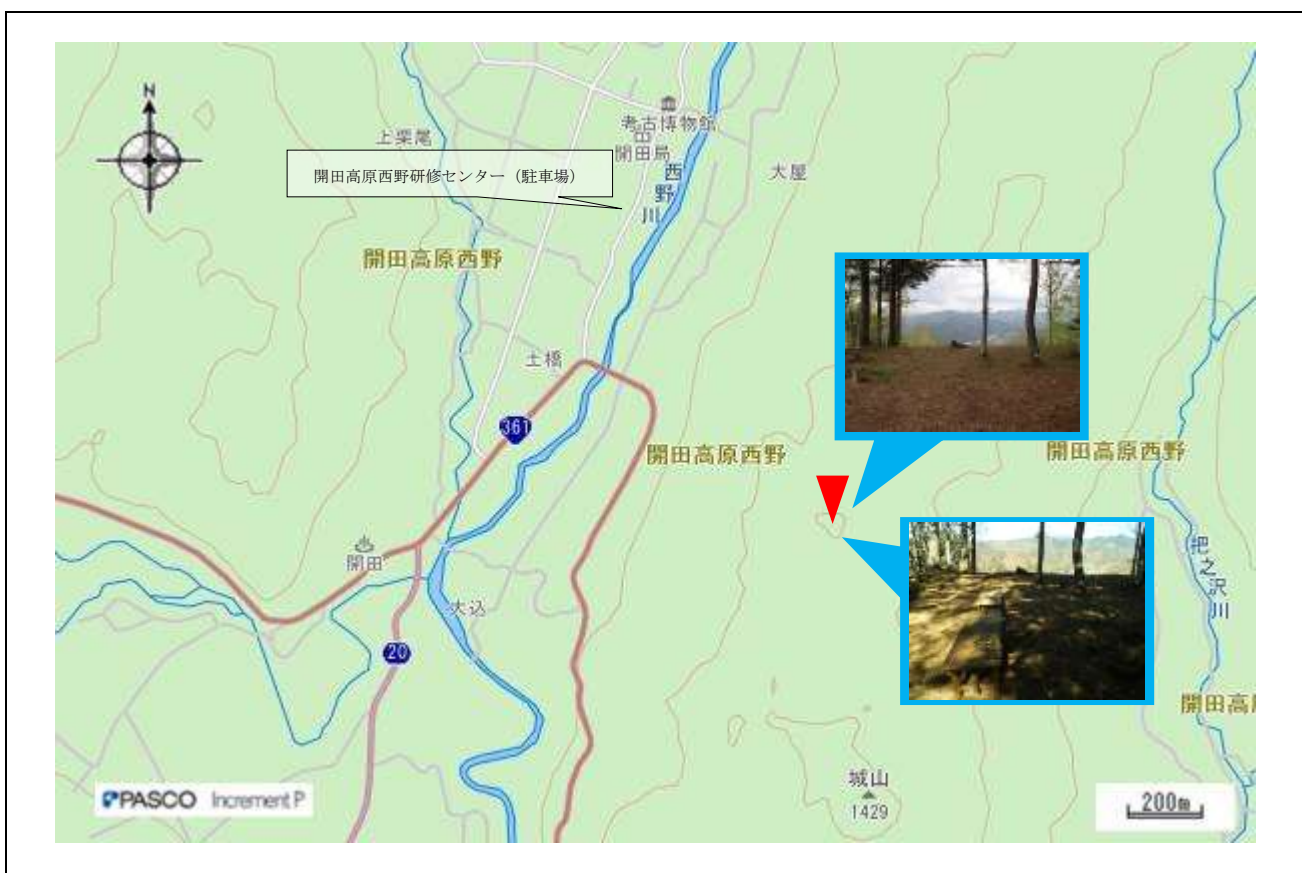 N
考古博物館
上栗尾
開田局
開田高原西野研修センター（駐車場）
西野川
大屋
開田高原西野
土橋
361
開田高原西野
開田高原西野
開田
把之沢川
大込
20
開田高
城山
1429
PASCO Increment P
200m